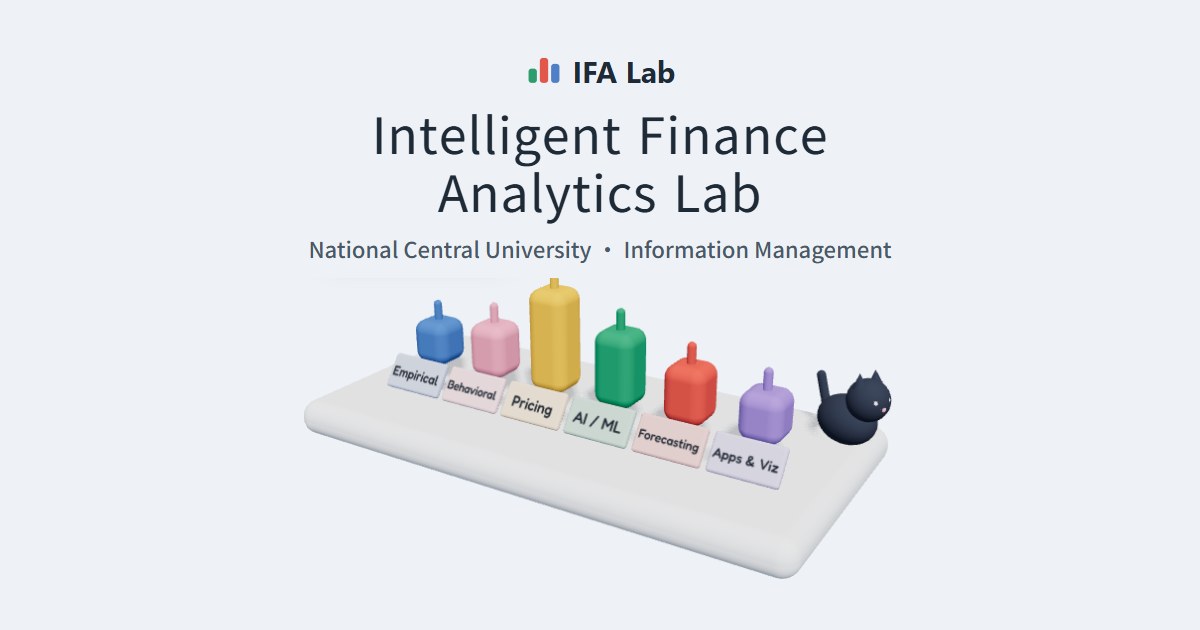 IFA Lab
Intelligent Finance
Analytics Lab
National Central University • Information Management
Empirical
Behavioral
Pricing
AI / ML
Forecasting
Apps & Viz